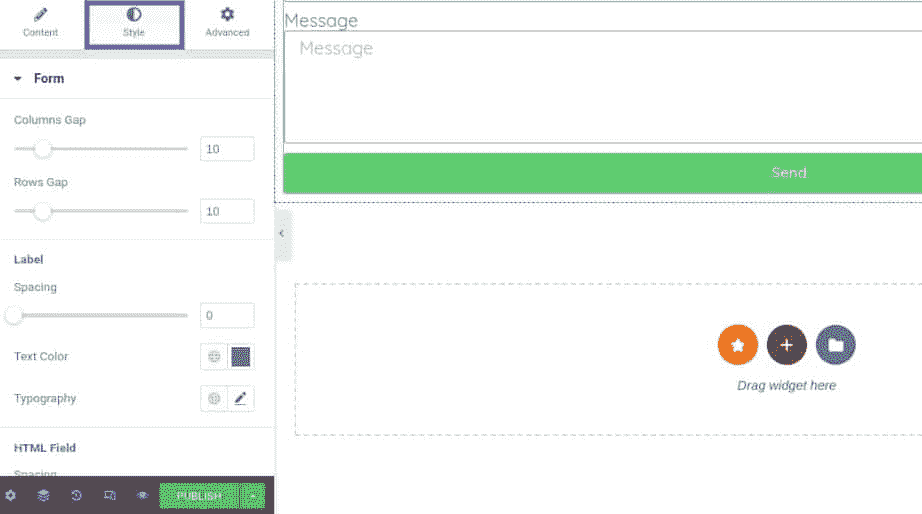 Content
Style
Advanced
Form
Columns Gap
10
Rows Gap
10
Label
Spacing
0
Text Color
Typography
HTML Field
Spacing
PUBLISH
Message
Message
Send
Drag widget here